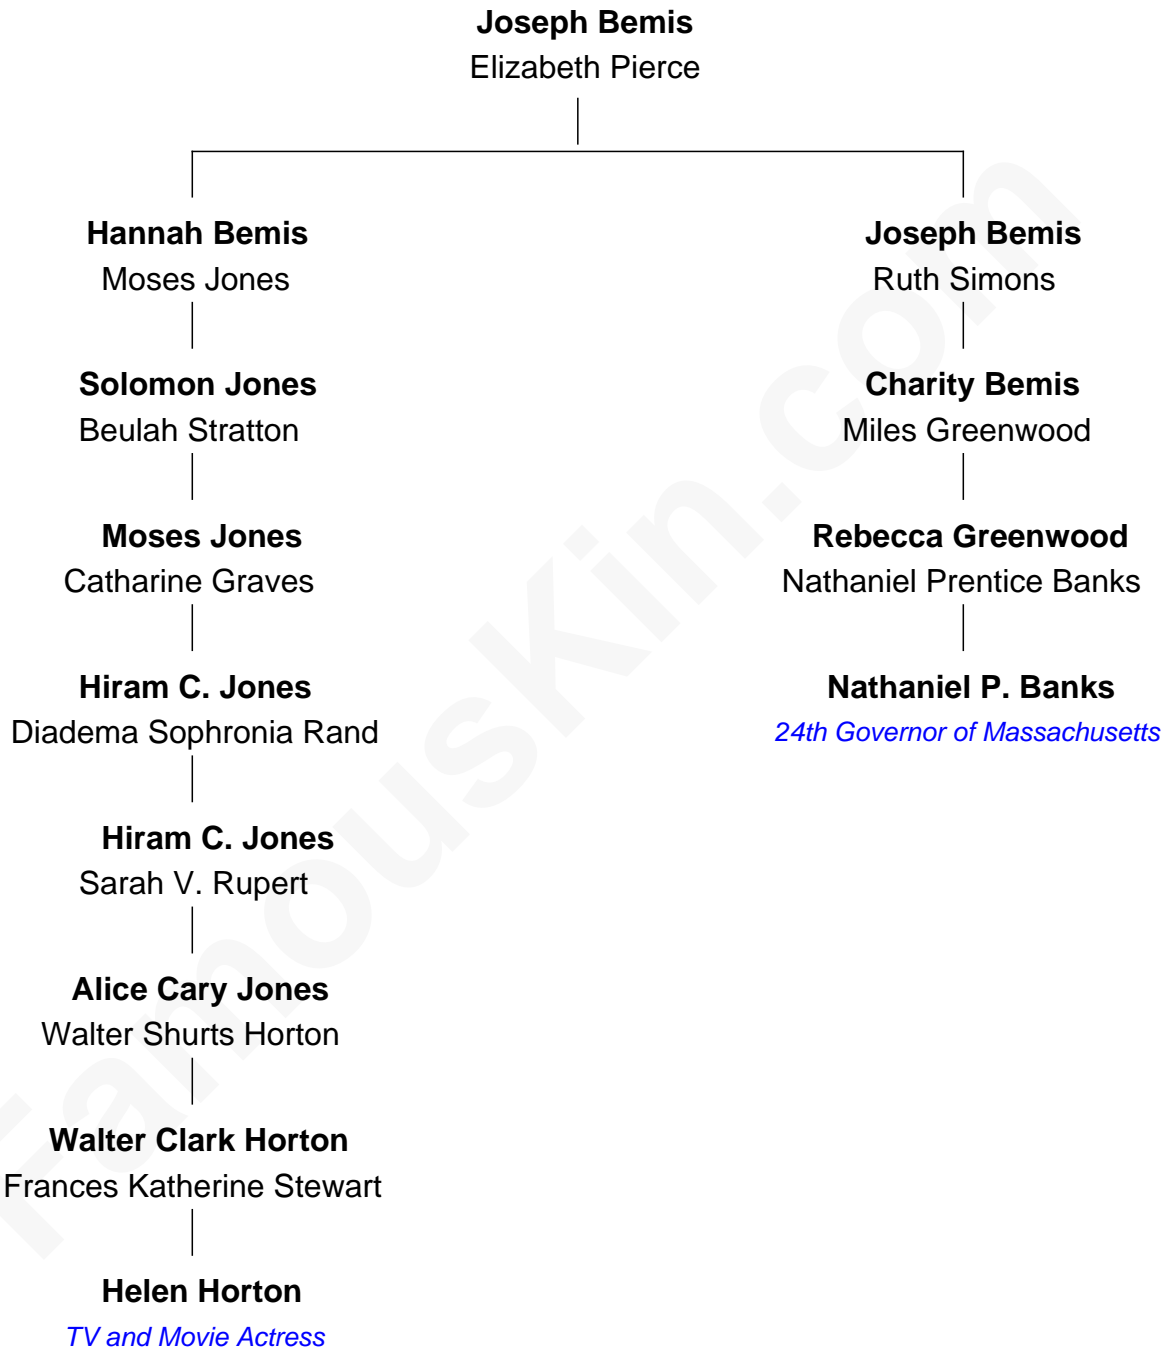 Joseph Bemis
Elizabeth Pierce
Hannah Bemis
Moses Jones
Joseph Bemis
Ruth Simons
Solomon Jones
Beulah Stratton
Charity Bemis
Miles Greenwood
Moses Jones
Catharine Graves
Rebecca Greenwood
Nathaniel Prentice Banks
Hiram C. Jones
Diadema Sophronia Rand
Nathaniel P. Banks
24th Governor of Massachusetts
Hiram C. Jones
Sarah V. Rupert
Alice Cary Jones
Walter Shurts Horton
Walter Clark Horton
Frances Katherine Stewart
Helen Horton
TV and Movie Actress
FamousKin.com